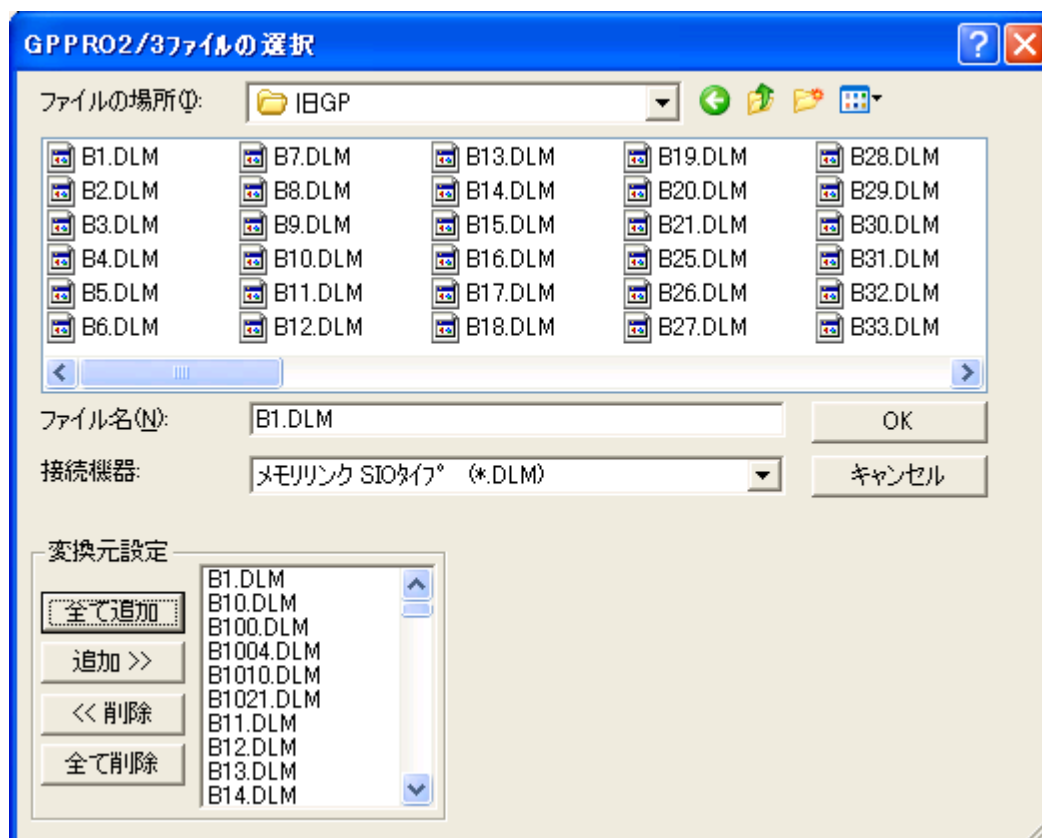 GPPRO2/3ファイルの選択
ファイルの場所(I): 旧GP
B1.DLM B7.DLM B13.DLM B19.DLM B28.DLM
B2.DLM B8.DLM B14.DLM B20.DLM B29.DLM
B3.DLM B9.DLM B15.DLM B21.DLM B30.DLM
B4.DLM B10.DLM B16.DLM B25.DLM B31.DLM
B5.DLM B11.DLM B17.DLM B26.DLM B32.DLM
B6.DLM B12.DLM B18.DLM B27.DLM B33.DLM
ファイル名(N): B1.DLM OK
接続機器: メモリリンク SIOタイプ (*.DLM) キャンセル
変換元設定
全て追加
追加 >>
<< 削除
全て削除
B1.DLM
B10.DLM
B100.DLM
B1004.DLM
B1010.DLM
B1021.DLM
B11.DLM
B12.DLM
B13.DLM
B14.DLM